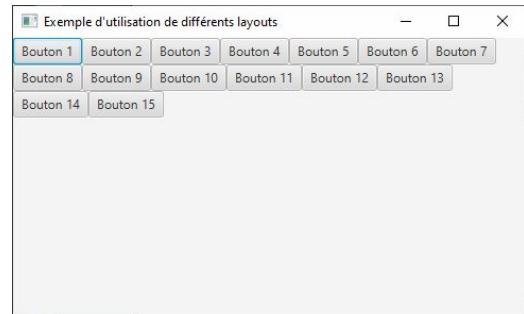 Exemple d'utilisation de différents layouts
Bouton 1 Bouton 2 Bouton 3 Bouton 4 Bouton 5 Bouton 6 Bouton 7
Bouton 8 Bouton 9 Bouton 10 Bouton 11 Bouton 12 Bouton 13
Bouton 14 Bouton 15